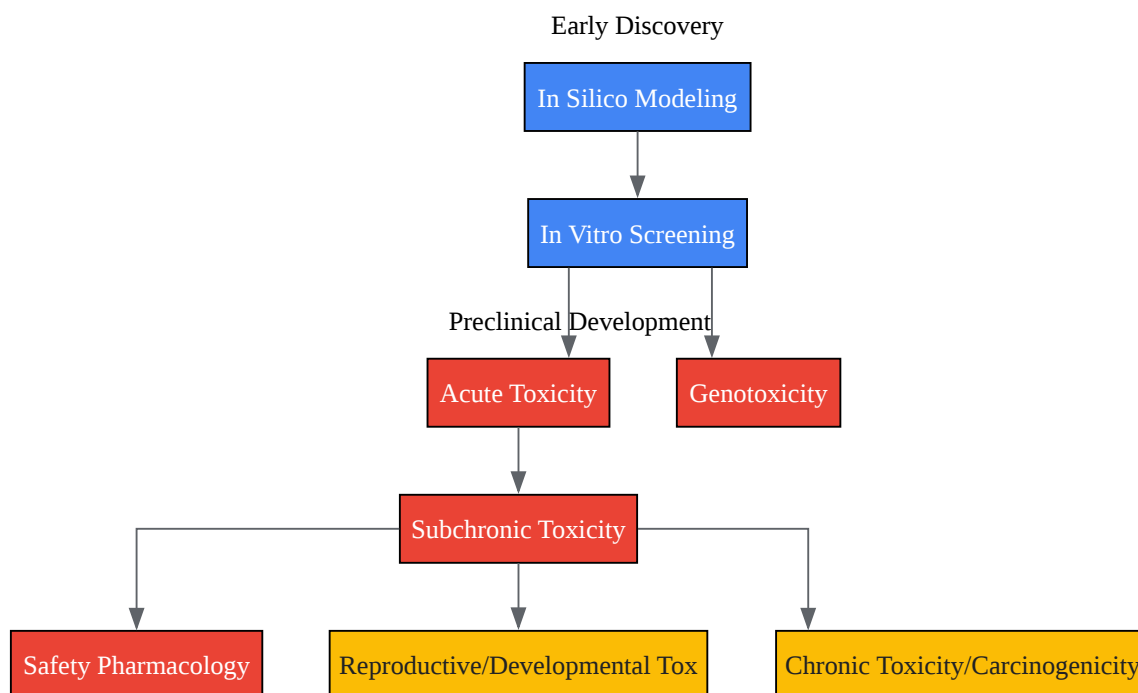 Early Discovery
In Silico Modeling
In Vitro Screening
Preclinical Development
Acute Toxicity
Genotoxicity
Subchronic Toxicity
Safety Pharmacology
Reproductive/Developmental Tox
Chronic Toxicity/Carcinogenicity